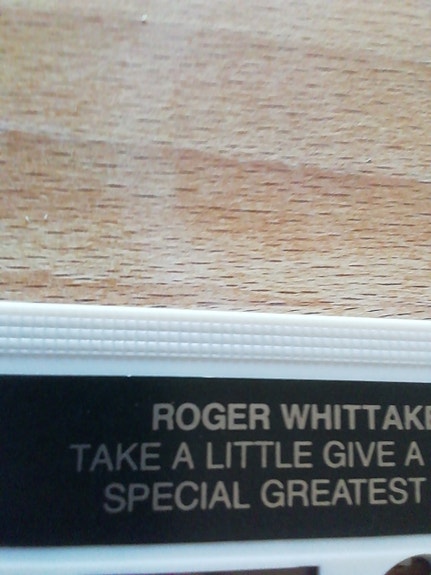 ROGER WHITTAKE
TAKE A LITTLE GIVE A
SPECIAL GREATEST